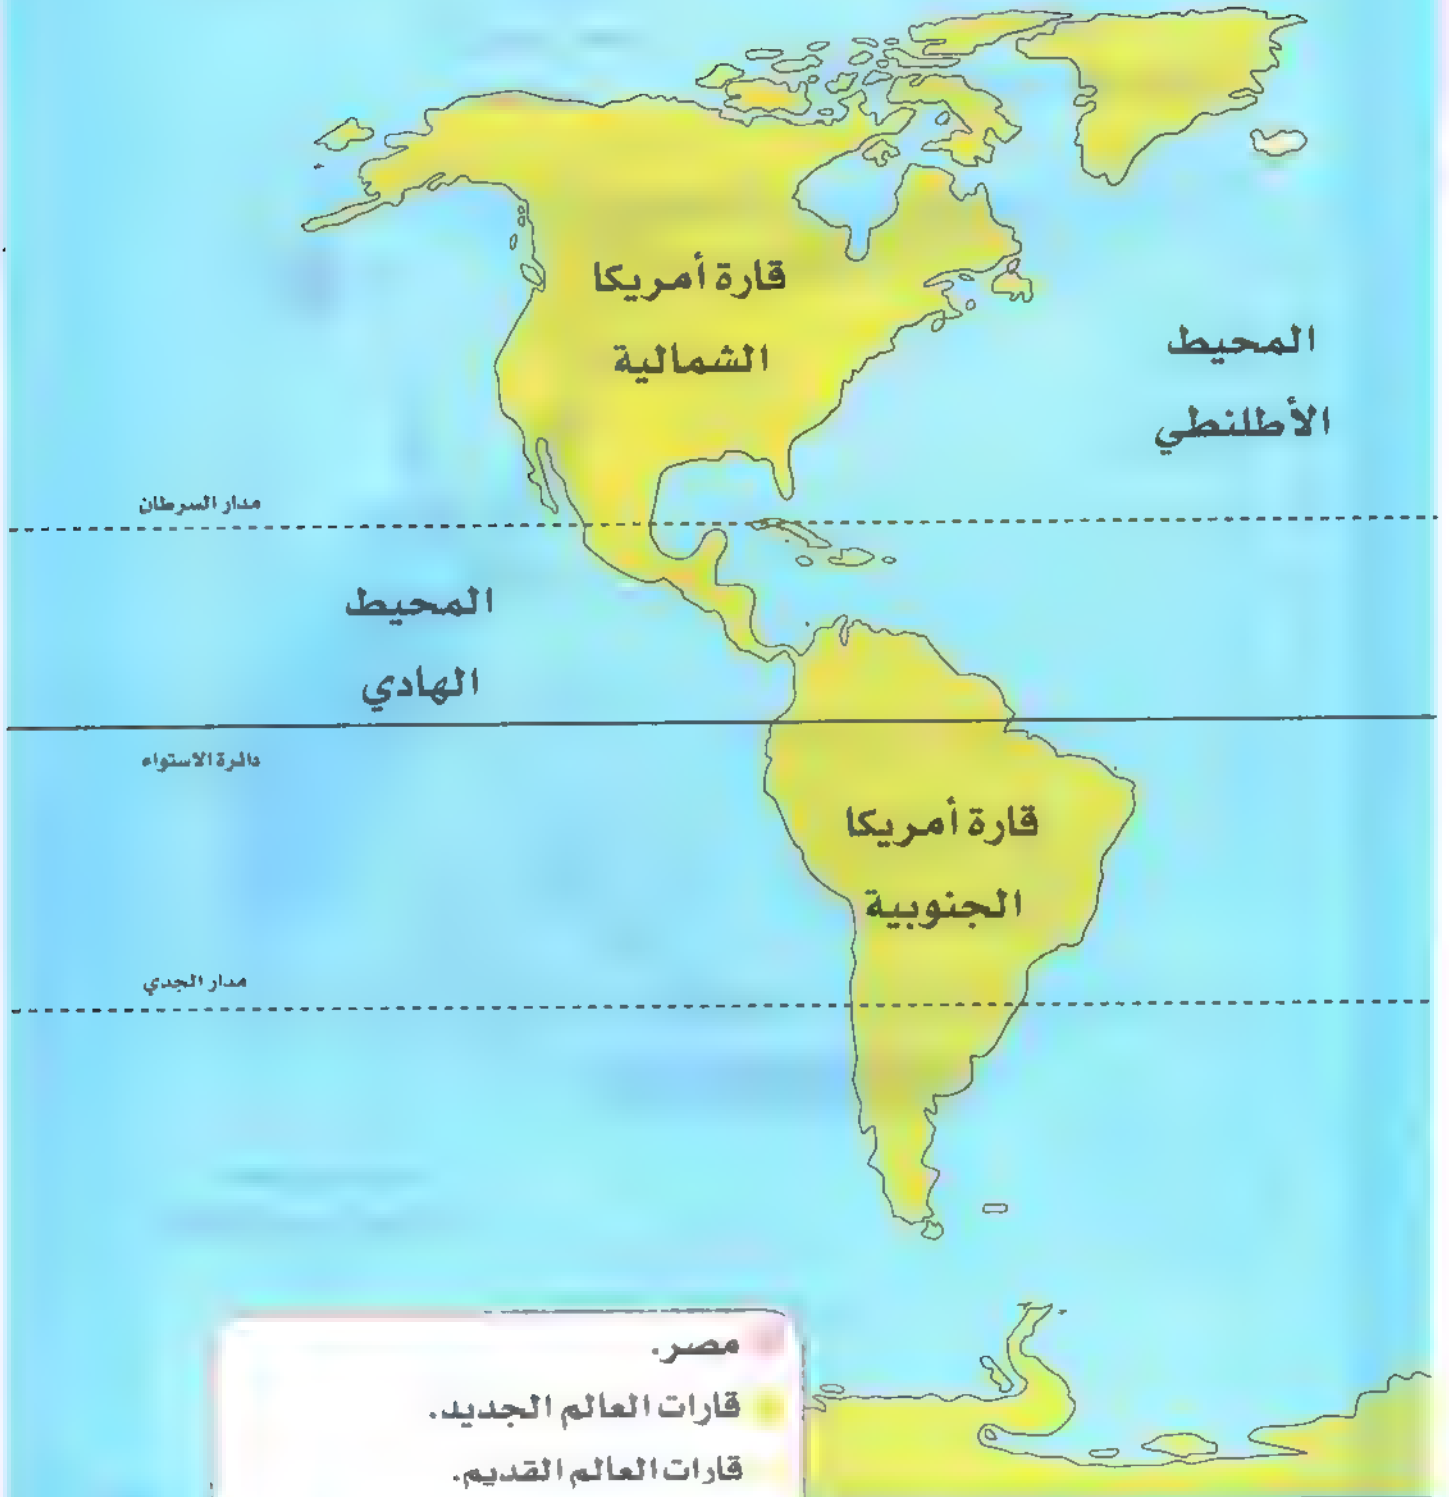 قارة أمريكا
الشمالية
المحيط
الأطلنطي
مدار السرطان
المحيط
الهادي
دائرة الاستواء
قارة أمريكا
الجنوبية
مدار الجدي
مصر.
قارات العالم الجديد.
قارات العالم القديم.